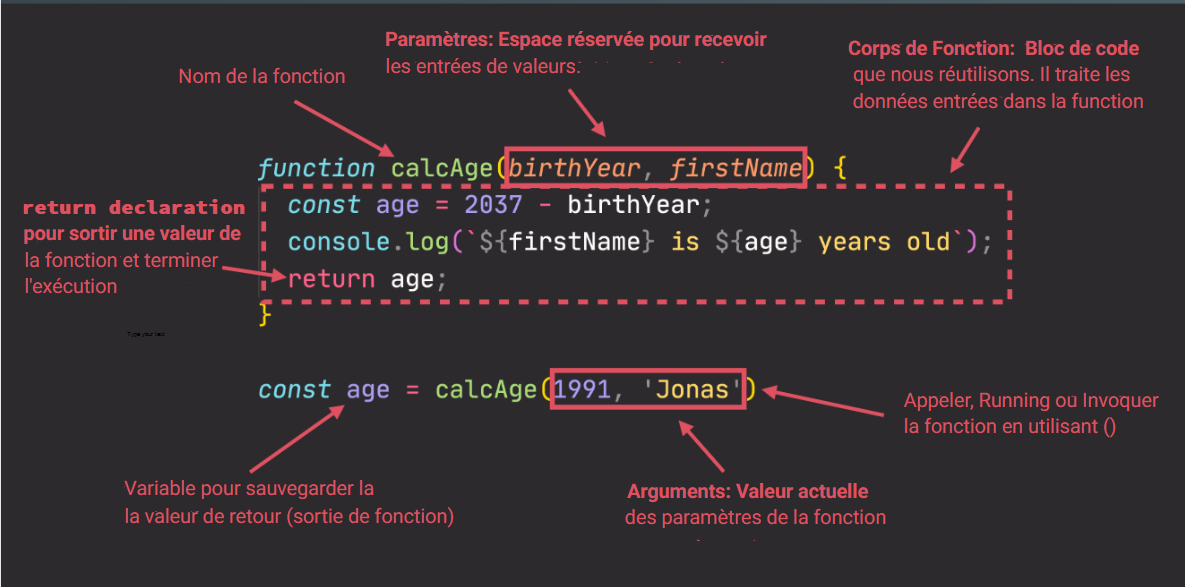 Paramètres: Espace réservée pour recevoir
les entrées de valeurs.
Nom de la fonction
Corps de Fonction:  Bloc de code
que nous réutilisons. Il traite les
données entrées dans la function
function calcAge(birthYear, firstName) {
const age = 2037 - birthYear;
console.log(`${firstName} is ${age} years old`);
return age;
}
return declaration
pour sortir une valeur de
la fonction et terminer
l'exécution
Type your text
const age = calcAge(1991, 'Jonas')
Appeler, Running ou Invoquer
la fonction en utilisant ()
Variable pour sauvegarder la
la valeur de retour (sortie de fonction)
Arguments: Valeur actuelle
des paramètres de la fonction